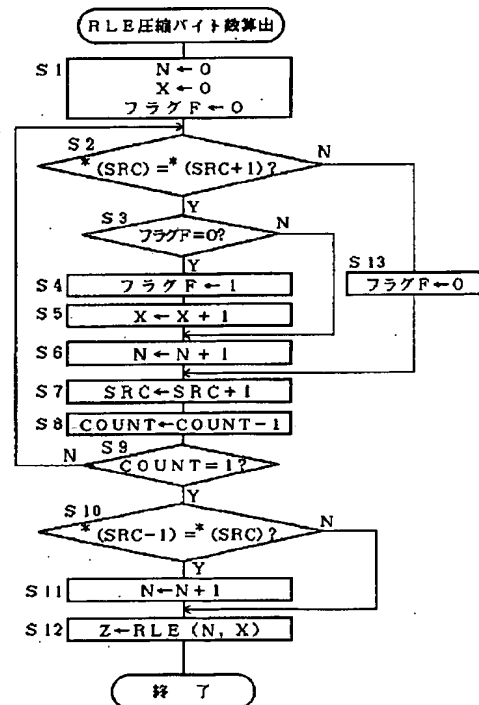 RLE圧縮バイト数算出
S1
N←0
X←0
フラグF←0
S2
*(SRC)=*(SRC+1)?
N
Y
S3
フラグF=0?
N
Y
S13
フラグF←0
S4
フラグF←1
S5
X←X+1
S6
N←N+1
S7
SRC←SRC+1
S8
COUNT←COUNT-1
S9
COUNT=1?
N
Y
S10
*(SRC-1)=*(SRC)?
N
Y
S11
N←N+1
S12
Z←RLE(N,X)
終了